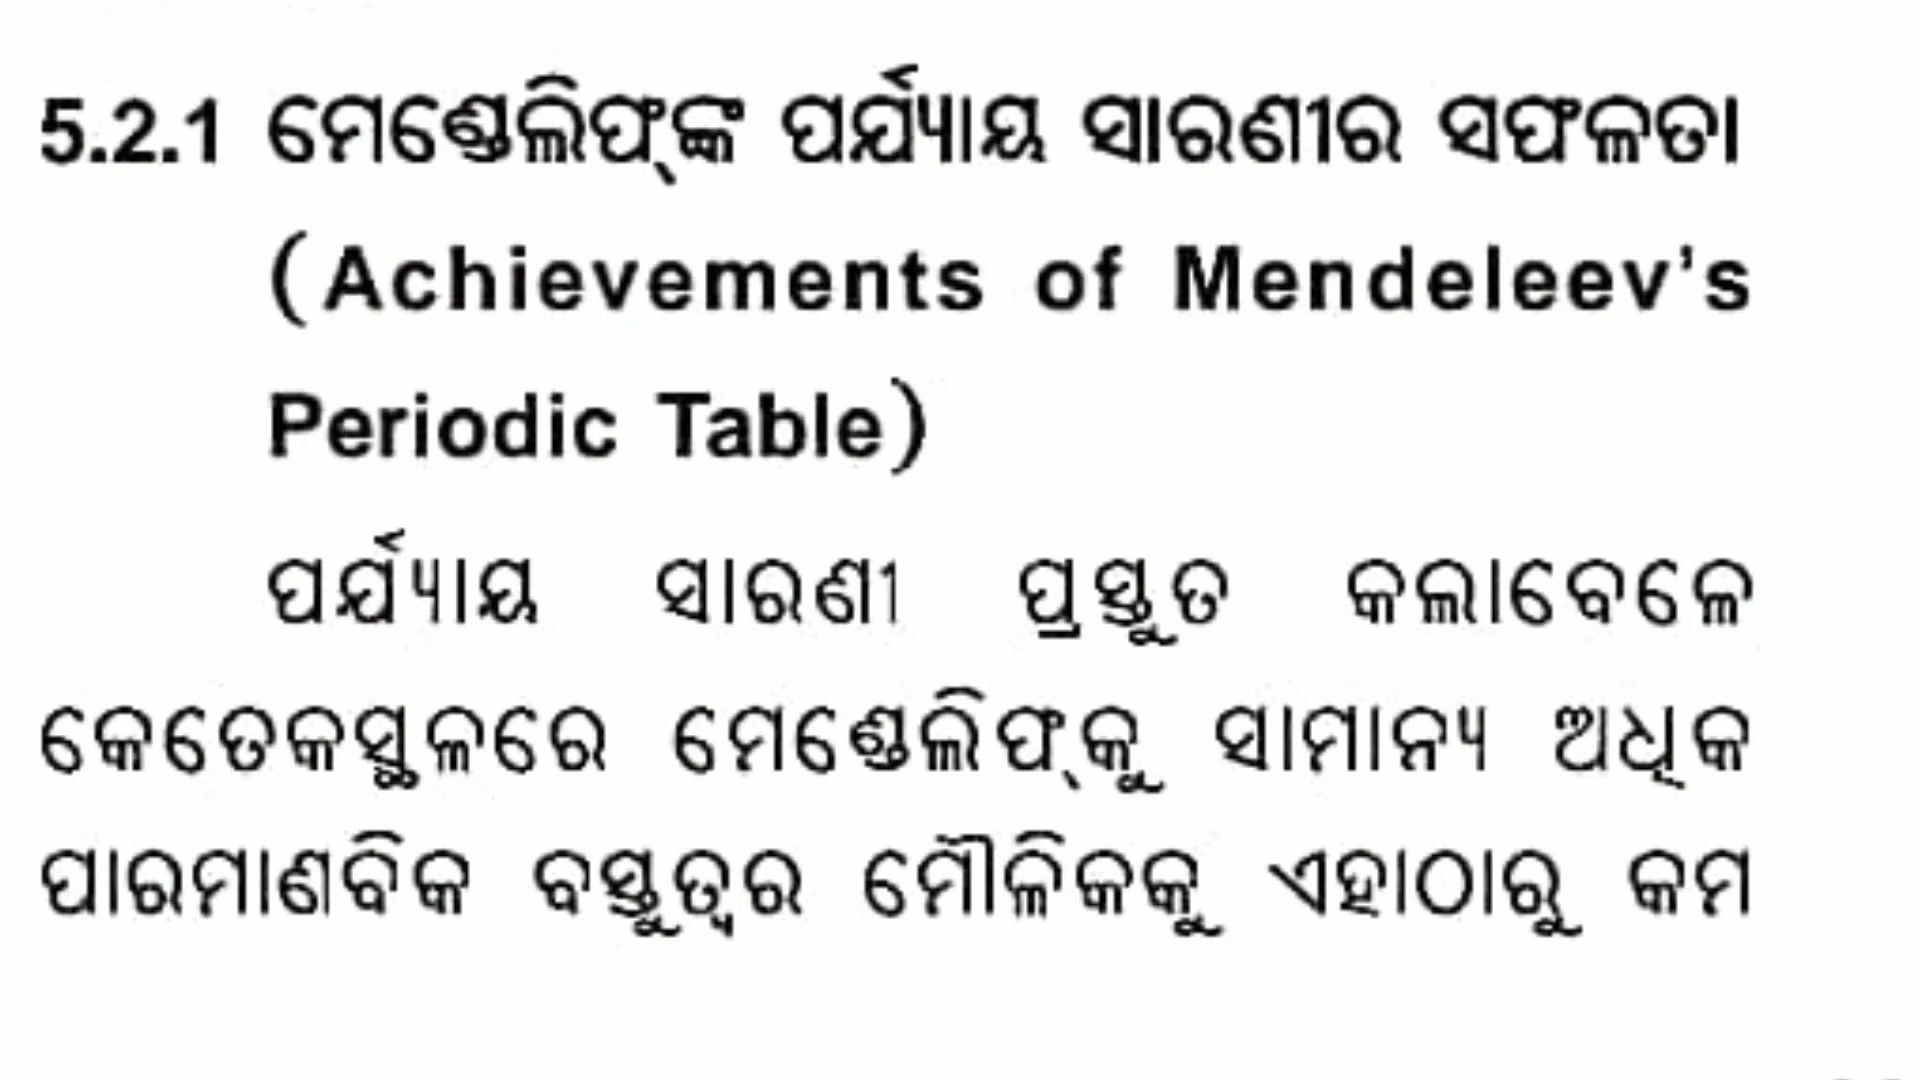 5.2.1 ମେଣ୍ଡେଲିଫ୍‌ଙ୍କ ପର୍ଯ୍ୟାୟ ସାରଣୀର ସଫଳତା
(Achievements of Mendeleev's
Periodic Table)
ପର୍ଯ୍ୟାୟ ସାରଣୀ ପ୍ରସ୍ତୁତ କଲାବେଳେ
କେତେକସ୍ଥଳରେ ମେଣ୍ଡେଲିଫ୍‌କୁ ସାମାନ୍ୟ ଅଧିକ
ପାରମାଣବିକ ବସ୍ତୁତ୍ୱର ମୌଳିକକୁ ଏହାଠାରୁ କମ